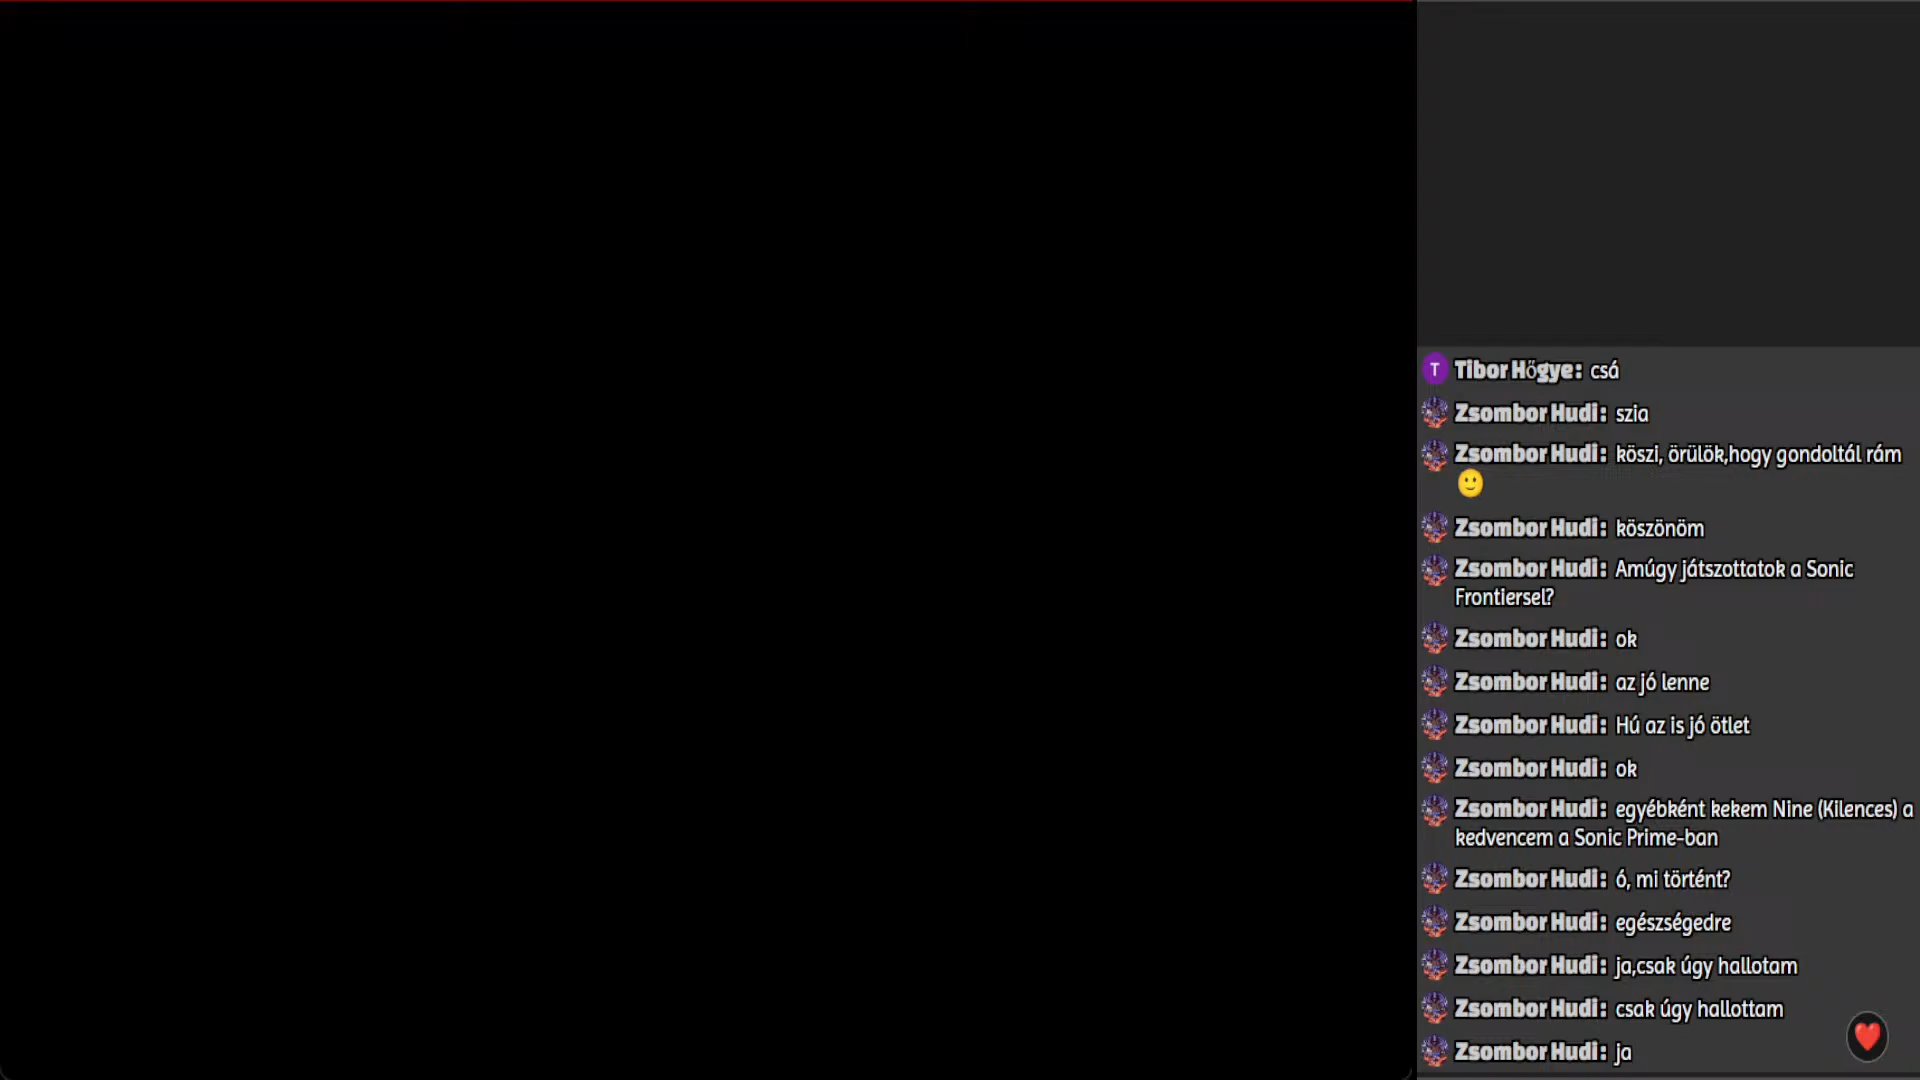 T Tibor Hőgye: csá
Zsombor Hudi: szia
Zsombor Hudi: köszi, örülök,hogy gondoltál rám
🙂
Zsombor Hudi: köszönöm
Zsombor Hudi: Amúgy játszottatok a Sonic
Frontiersel?
Zsombor Hudi: ok
Zsombor Hudi: az jó lenne
Zsombor Hudi: Hú az is jó ötlet
Zsombor Hudi: ok
Zsombor Hudi: egyébként kekem Nine (Kilences) a
kedvencem a Sonic Prime-ban
Zsombor Hudi: ó, mi történt?
Zsombor Hudi: egészségedre
Zsombor Hudi: ja,csak úgy hallotam
Zsombor Hudi: csak úgy hallottam
Zsombor Hudi: ja